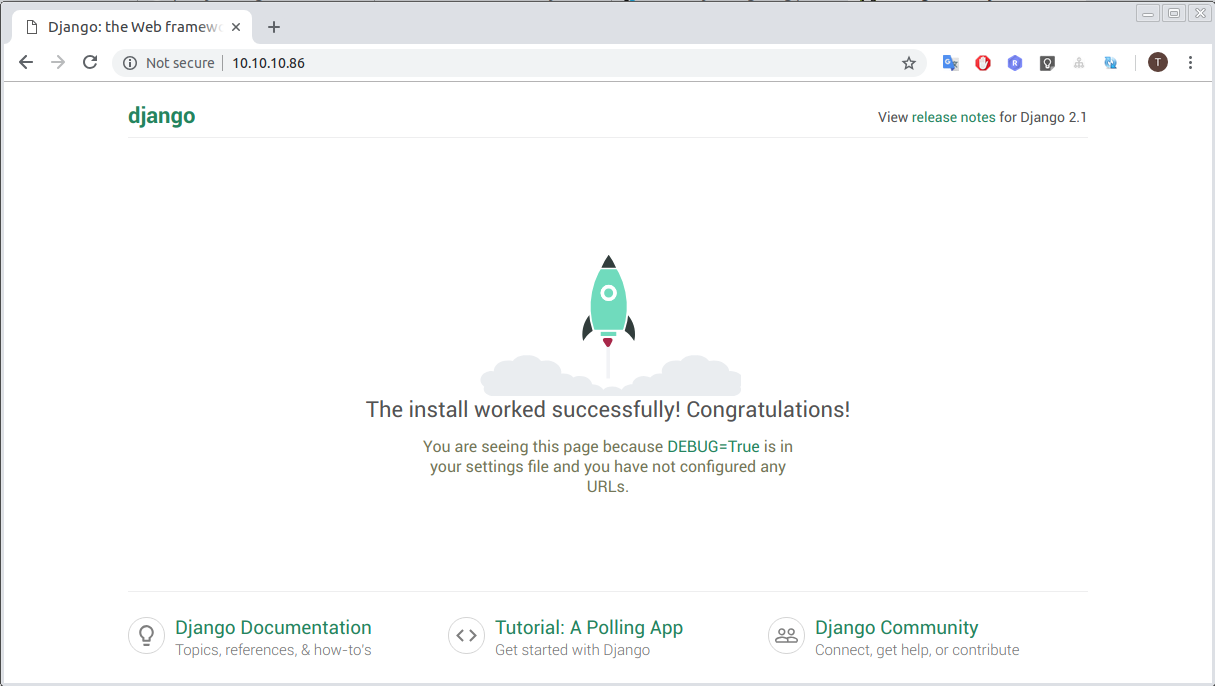 Django: the Web framewo
Not secure 10.10.10.86
G
R
T
django
View release notes for Django 2.1
The install worked successfully! Congratulations!
You are seeing this page because DEBUG=True is in
your settings file and you have not configured any
URLs.
Django Documentation
Topics, references, & how-to's
Tutorial: A Polling App
Get started with Django
Django Community
Connect, get help, or contribute